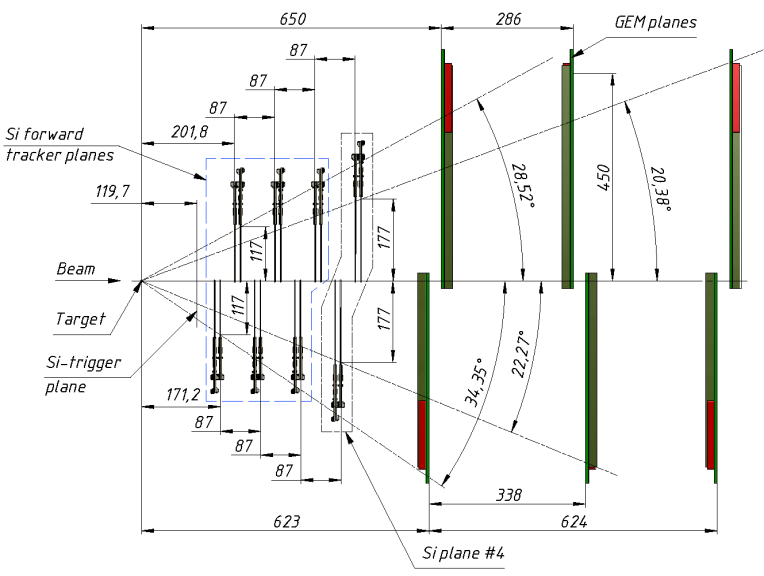 650
286
GEM planes
87
87
87
201,8
Si forward
tracker planes
119,7
28,52°
450
20,38°
117
177
Beam
Target
117
177
Si-trigger
plane
34,35°
22,27°
171,2
87
87
87
338
623
624
Si plane #4